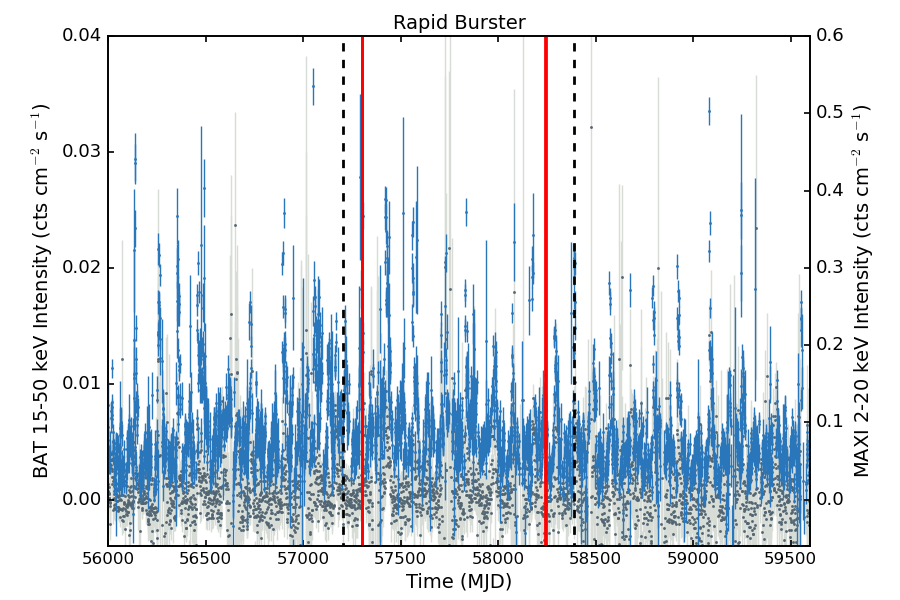 Rapid Burster
BAT 15-50 keV Intensity (cts cm⁻² s⁻¹)
0.04
0.03
0.02
0.01
0.00
0.6
0.5
0.4
0.3
0.2
0.1
0.0
MAXI 2-20 keV Intensity (cts cm⁻² s⁻¹)
56000 56500 57000 57500 58000 58500 59000 59500
Time (MJD)